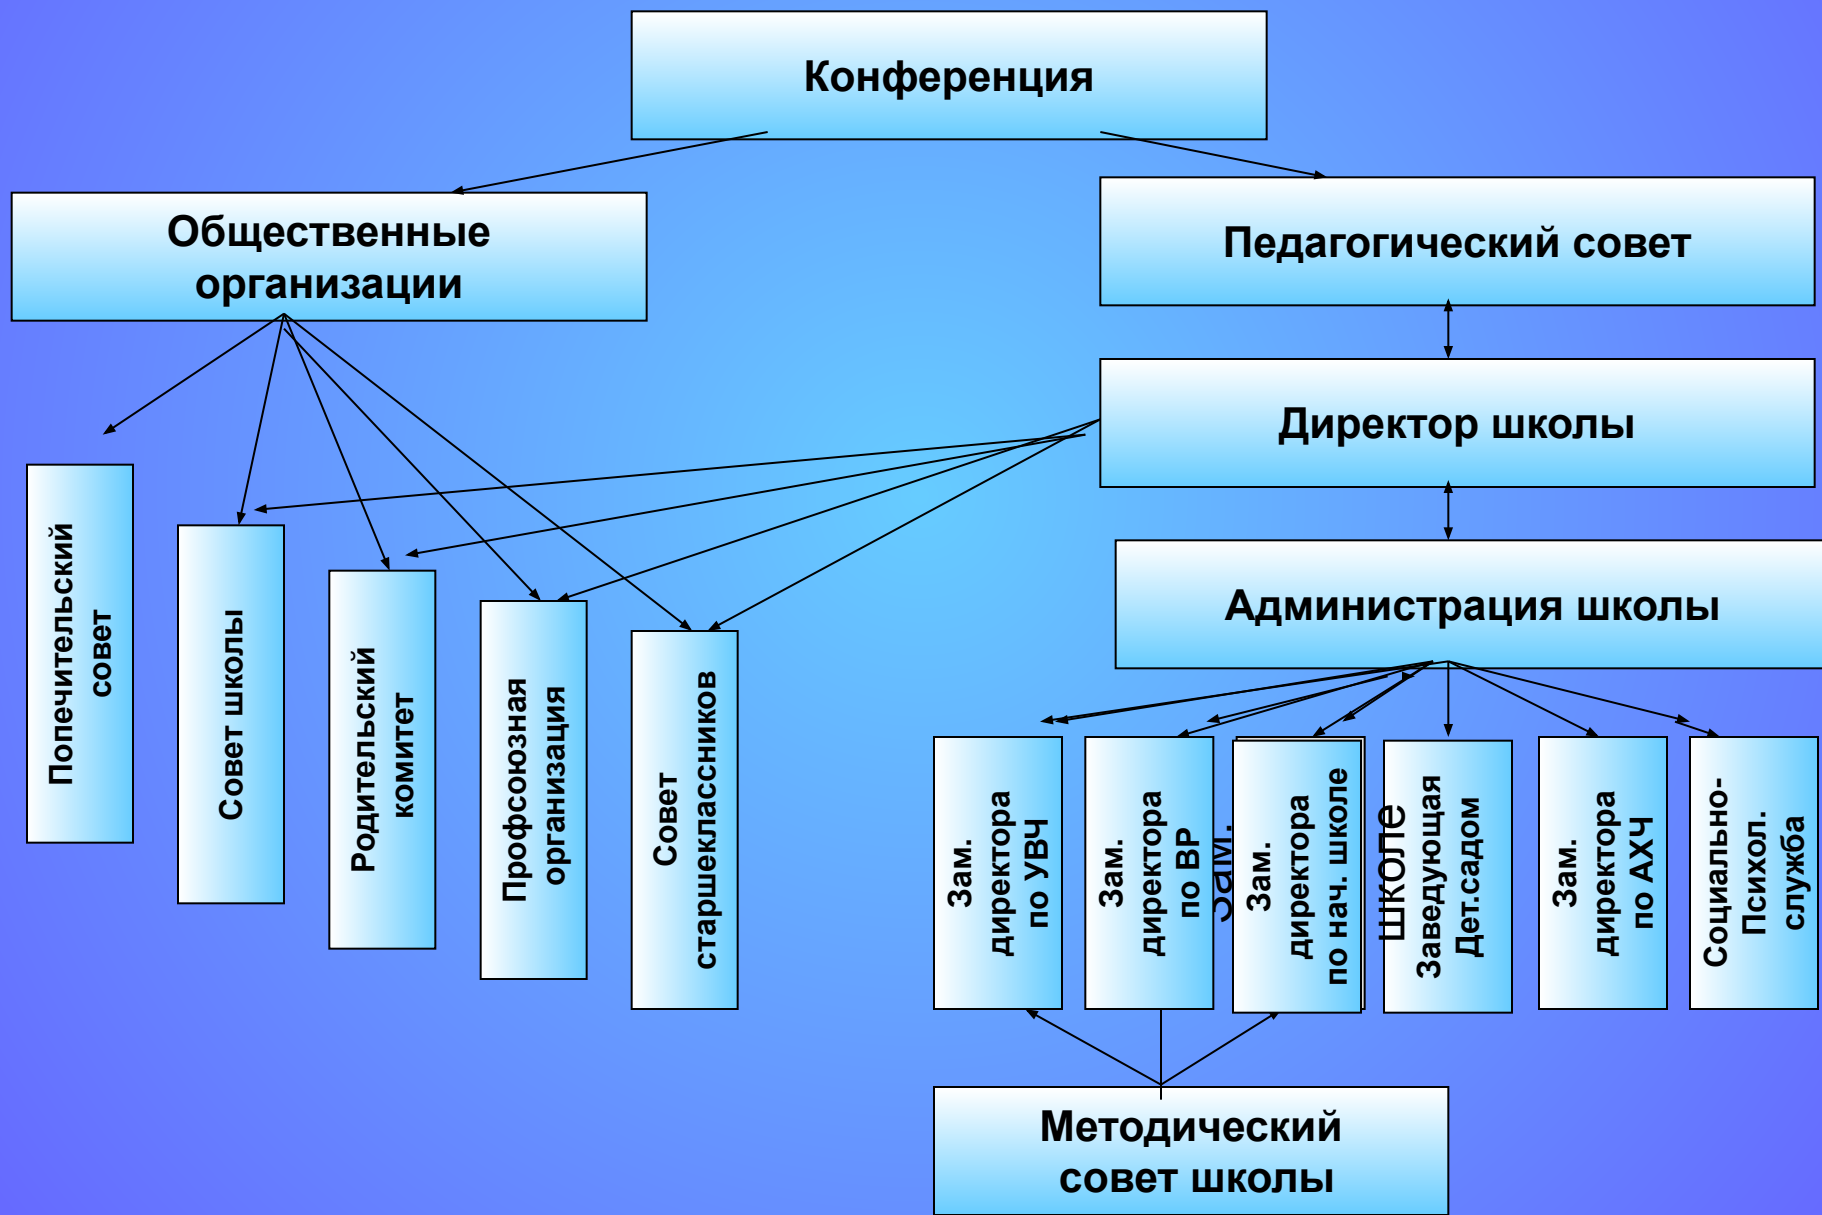 Конференция
Общественные
организации
Педагогический совет
Директор школы
Администрация школы
Попечительский
совет
Совет школы
Родительский
комитет
Профсоюзная
организация
Совет
старшеклассников
Зам.
директора
по УВЧ
Зам.
директора
по ВР
Зам.
Зам.
директора
по нач. школе
школе
Заведующая
Дет.садом
Зам.
директора
по АХЧ
Социально-
Психол.
служба
Методический
совет школы